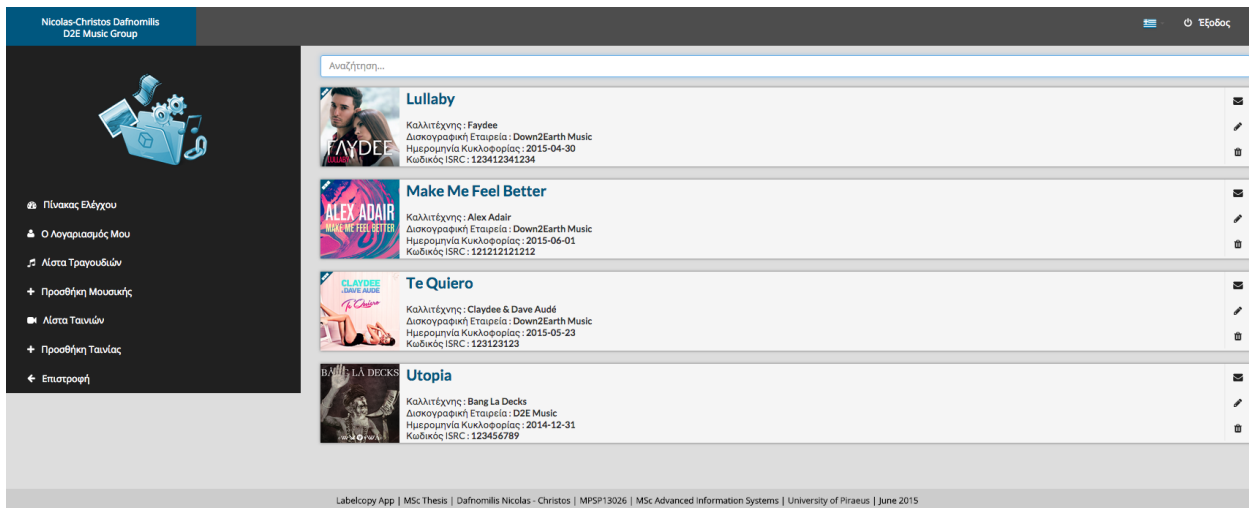 Nicolas-Christos Dafnomilis
D2E Music Group
Έξοδος
Πίνακας Ελέγχου
Ο Λογαριασμός Μου
Λίστα Τραγουδιών
Προσθήκη Μουσικής
Λίστα Ταινιών
Προσθήκη Ταινίας
Επιστροφή
Αναζήτηση...
FAYDEE
LULLABY
Lullaby
Καλλιτέχνης : Faydee
Δισκογραφική Εταιρεία : Down2Earth Music
Ημερομηνία Κυκλοφορίας : 2015-04-30
Κωδικός ISRC : 123412341234
ALEX ADAIR
MAKE ME FEEL BETTER
Make Me Feel Better
Καλλιτέχνης : Alex Adair
Δισκογραφική Εταιρεία : Down2Earth Music
Ημερομηνία Κυκλοφορίας : 2015-06-01
Κωδικός ISRC : 121212121212
CLAYDEE
& DAVE AUDE
Te Quiero
Te Quiero
Καλλιτέχνης : Claydee & Dave Audé
Δισκογραφική Εταιρεία : Down2Earth Music
Ημερομηνία Κυκλοφορίας : 2015-05-23
Κωδικός ISRC : 123123123
BANG LA DECKS
Utopia
Καλλιτέχνης : Bang La Decks
Δισκογραφική Εταιρεία : D2E Music
Ημερομηνία Κυκλοφορίας : 2014-12-31
Κωδικός ISRC : 123456789
Labelcopy App | MSc Thesis | Dafnomilis Nicolas - Christos | MPSP13026 | MSc Advanced Information Systems | University of Piraeus | June 2015